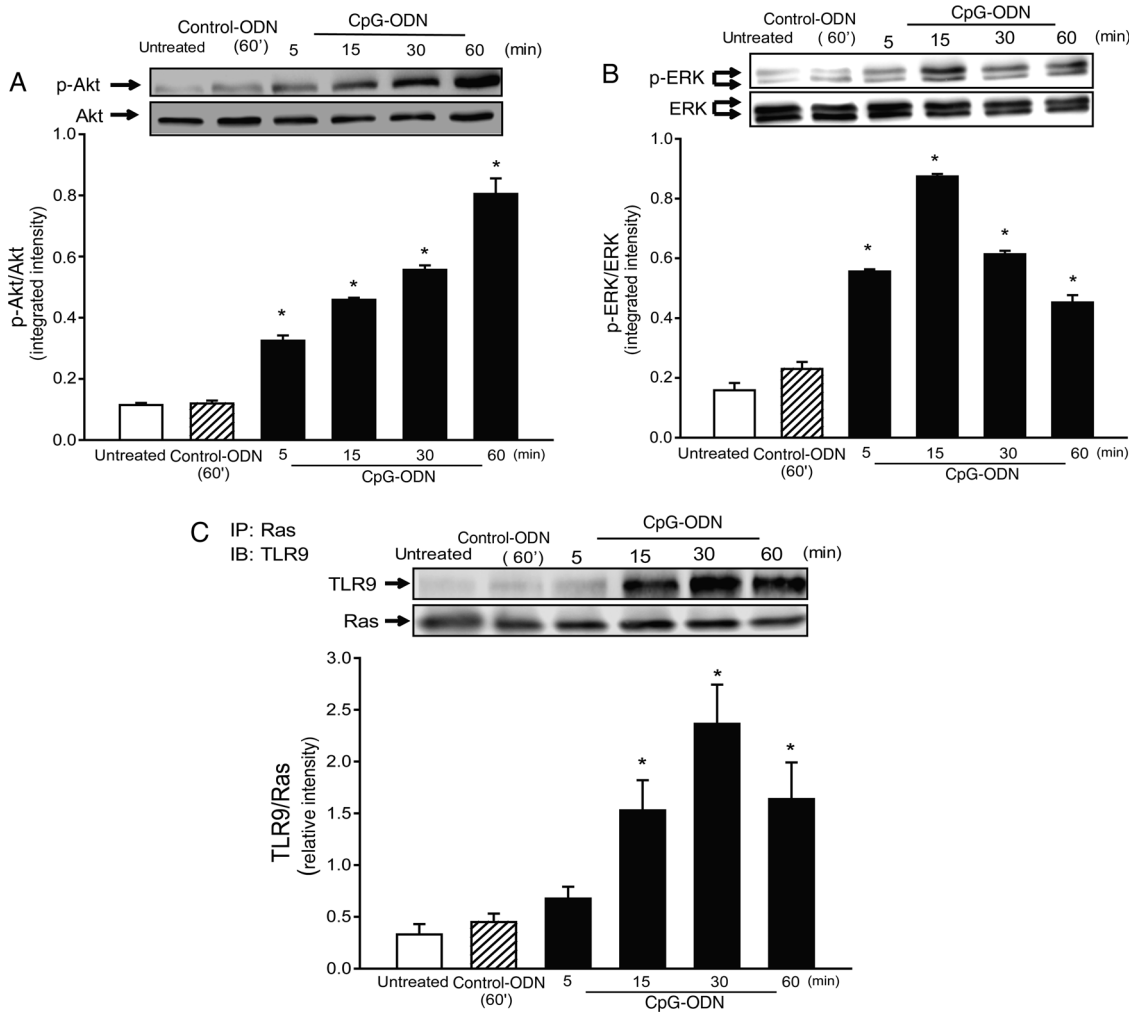 A
Control-ODN
CpG-ODN
Untreated (60') 5 15 30 60 (min)
p-Akt
Akt
p-Akt/Akt
(integrated intensity)
1.0
0.8
0.6
0.4
0.2
0.0
* * * *
Untreated Control-ODN 5 15 30 60 (min)
(60')
CpG-ODN
B
CpG-ODN
Control-ODN
Untreated ( 60') 5 15 30 60 (min)
p-ERK
ERK
p-ERK/ERK
(integrated intensity)
1.0
0.8
0.6
0.4
0.2
0.0
* * * *
Untreated Control-ODN 5 15 30 60 (min)
(60')
CpG-ODN
C
IP: Ras
IB: TLR9
CpG-ODN
Control-ODN
Untreated ( 60') 5 15 30 60 (min)
TLR9
Ras
TLR9/Ras
(relative intensity)
3.0
2.5
2.0
1.5
1.0
0.5
0.0
* * *
Untreated Control-ODN 5 15 30 60 (min)
(60')
CpG-ODN